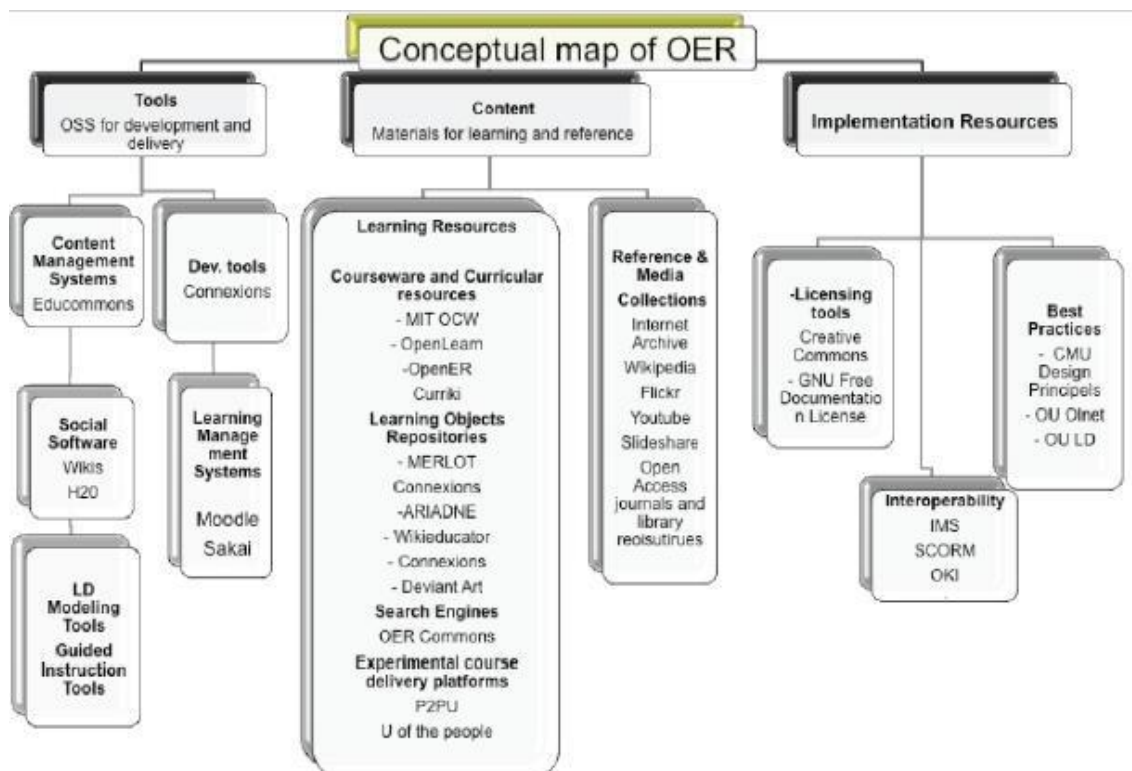 Conceptual map of OER
Tools
OSS for development and
delivery
Content
Materials for learning and reference
Implementation Resources
Content
Management
Systems
Educommons
Dev. tools
Connexions
Social
Software
Wikis
H20
Learning
Manage
ment
Systems
Moodle
Sakai
LD
Modeling
Tools
Guided
Instruction
Tools
Learning Resources
Courseware and Curricular
resources
- MIT OCW
- OpenLearn
-OpenER
Curriki
Learning Objects
Repositories
- MERLOT
Connexions
-ARIADNE
- Wikieducator
- Connexions
- Deviant Art
Search Engines
OER Commons
Experimental course
delivery platforms
P2PU
U of the people
Reference &
Media
Collections
Internet
Archive
Wikipedia
Flickr
Youtube
Slideshare
Open
Access
journals and
library
reoisutirues
-Licensing
tools
Creative
Commons
- GNU Free
Documentatio
n License
Best
Practices
- CMU
Design
Principels
- OU Olnet
- OU LD
Interoperability
IMS
SCORM
OKI